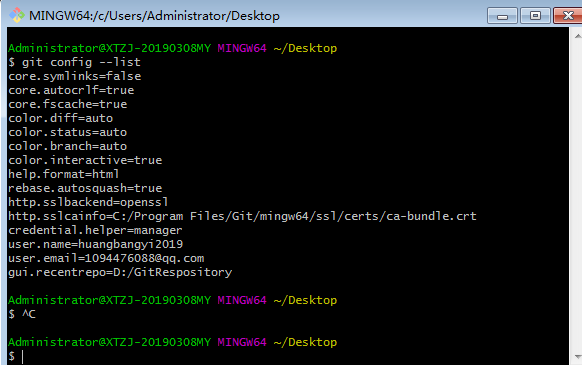 MINGW64:/c/Users/Administrator/Desktop
Administrator@XTZJ-20190308MY MINGW64 ~/Desktop
$ git config --list
core.symlinks=false
core.autocrlf=true
core.fscache=true
color.diff=auto
color.status=auto
color.branch=auto
color.interactive=true
help.format=html
rebase.autosquash=true
http.sslbackend=openssl
http.sslcainfo=C:/Program Files/Git/mingw64/ssl/certs/ca-bundle.crt
credential.helper=manager
user.name=huangbangyi2019
user.email=1094476088@qq.com
gui.recentrepo=D:/GitRespository
Administrator@XTZJ-20190308MY MINGW64 ~/Desktop
$ ^C
Administrator@XTZJ-20190308MY MINGW64 ~/Desktop
$